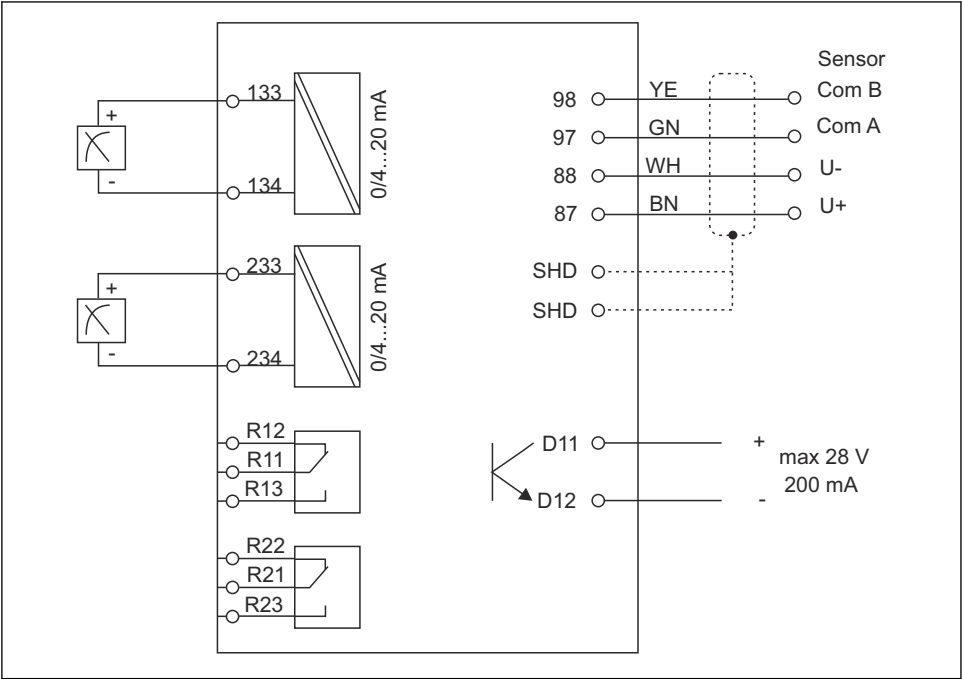 +
-
133
134
0/4...20 mA
+
-
233
234
0/4...20 mA
R12
R11
R13
R22
R21
R23
Sensor
98 YE Com B
97 GN Com A
88 WH U-
87 BN U+
SHD
SHD
D11 +
max 28 V
200 mA
D12 -